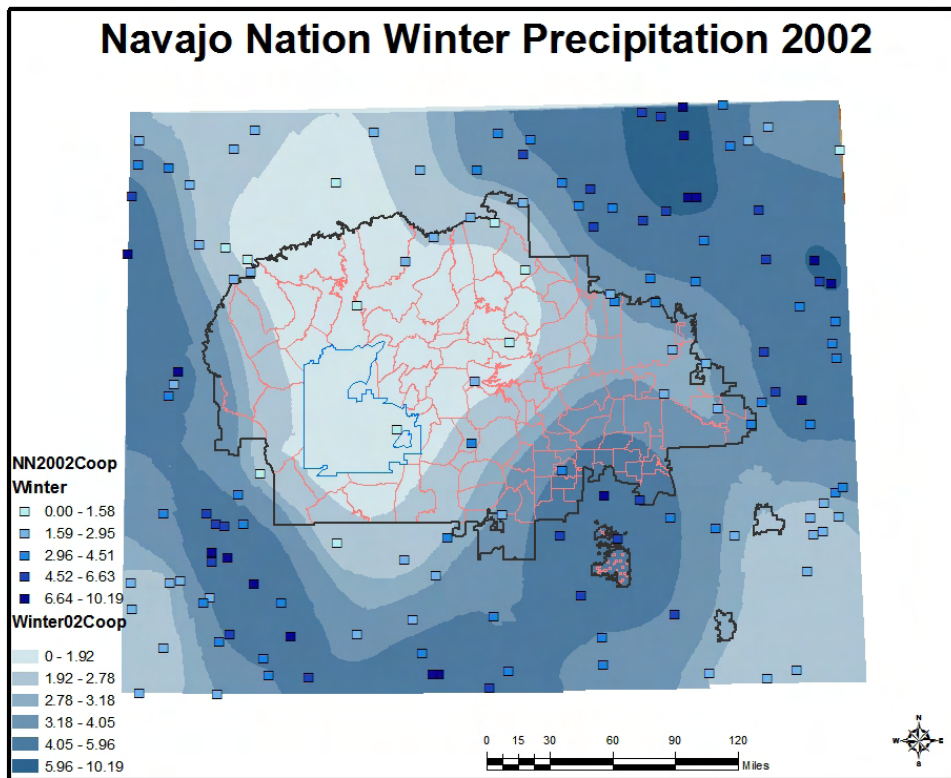 Navajo Nation Winter Precipitation 2002
NN2002Coop
Winter
0.00 - 1.58
1.59 - 2.95
2.96 - 4.51
4.52 - 6.63
6.64 - 10.19
Winter02Coop
0 - 1.92
1.92 - 2.78
2.78 - 3.18
3.18 - 4.05
4.05 - 5.96
5.96 - 10.19
0 15 30 60 90 120
Miles
N
W E
S